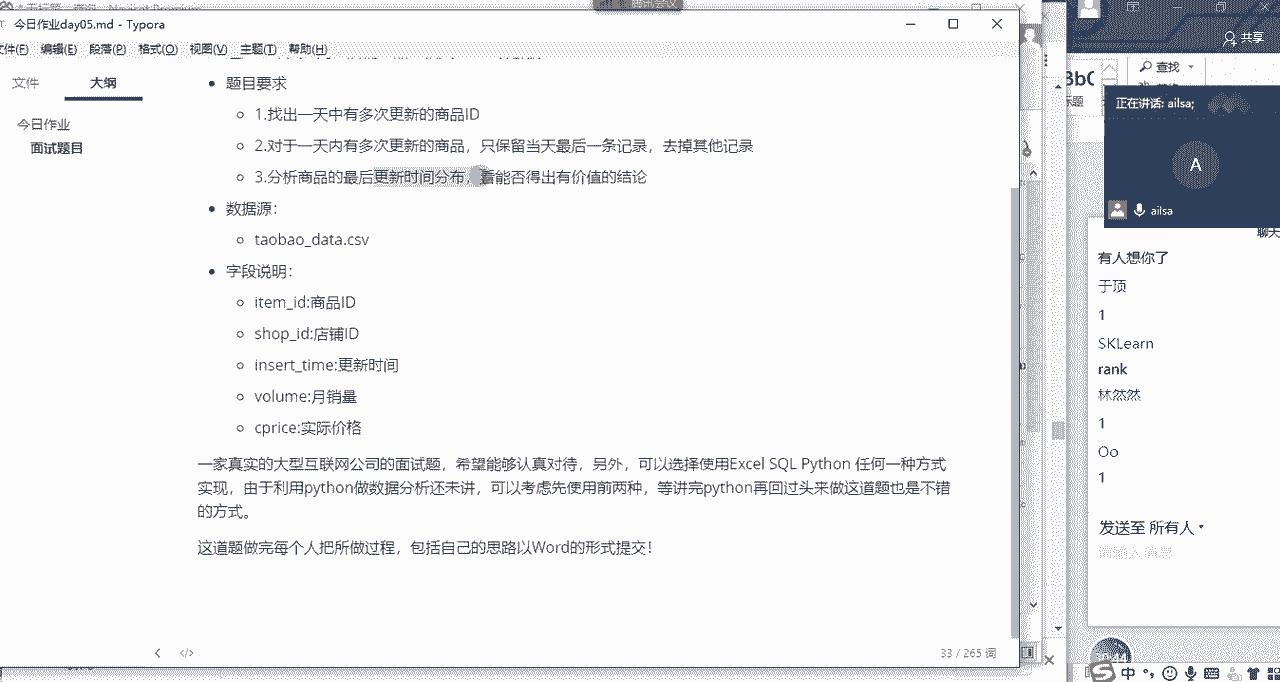 今日作业day05.md - Typora
腾讯会议
文件(F) 编辑(E) 段落(P) 格式(O) 视图(V) 主题(T) 帮助(H)
文件 大纲
今日作业
面试题目
题目要求
1.找出一天中有多次更新的商品ID
2.对于一天内有多次更新的商品，只保留当天最后一条记录，去掉其他记录
3.分析商品的最后更新时间分布，看能否得出有价值的结论
数据源：
taobao_data.csv
字段说明：
item_id:商品ID
shop_id:店铺ID
insert_time:更新时间
volume:月销量
cprice:实际价格
一家真实的大型互联网公司的面试题，希望能够认真对待，另外，可以选择使用Excel SQL Python 任何一种方式
实现，由于利用python做数据分析还未讲，可以考虑先使用前两种，等讲完python再回过头来做这道题也是不错
的方式。
这道题做完每个人把所做过程，包括自己的思路以Word的形式提交！
33 / 265 词
共享
查找
正在讲话: ailsa;
A
ailsa
聊天
有人想你了
于顶
1
SKLearn
rank
林然然
1
Oo
1
发送至 所有人
请输入消息
中